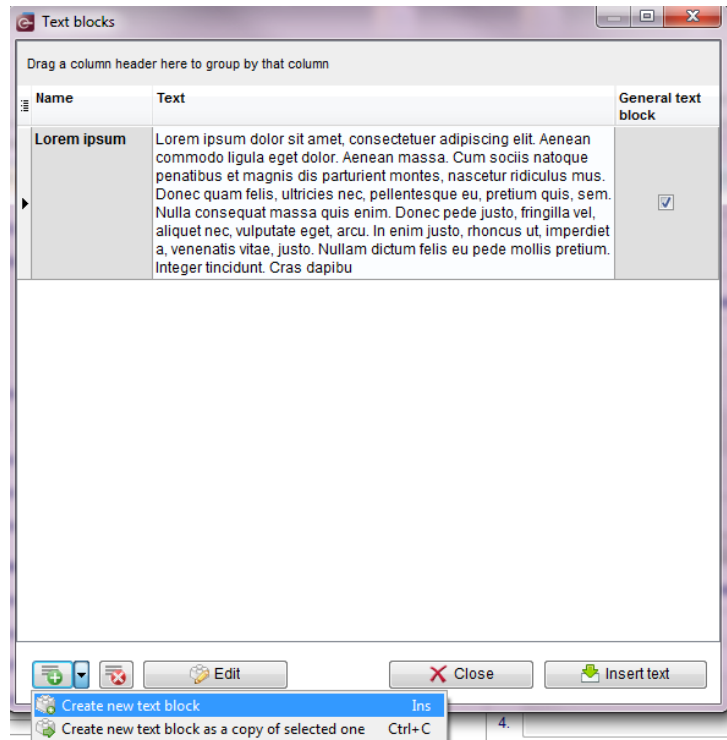 Text blocks
Drag a column header here to group by that column
Name Text General text
block
Lorem ipsum Lorem ipsum dolor sit amet, consectetuer adipiscing elit. Aenean
commodo ligula eget dolor. Aenean massa. Cum sociis natoque
penatibus et magnis dis parturient montes, nascetur ridiculus mus.
Donec quam felis, ultricies nec, pellentesque eu, pretium quis, sem.
Nulla consequat massa quis enim. Donec pede justo, fringilla vel,
aliquet nec, vulputate eget, arcu. In enim justo, rhoncus ut, imperdiet
a, venenatis vitae, justo. Nullam dictum felis eu pede mollis pretium.
Integer tincidunt. Cras dapibu
Edit Close Insert text
Create new text block Ins
Create new text block as a copy of selected one Ctrl+C
4.